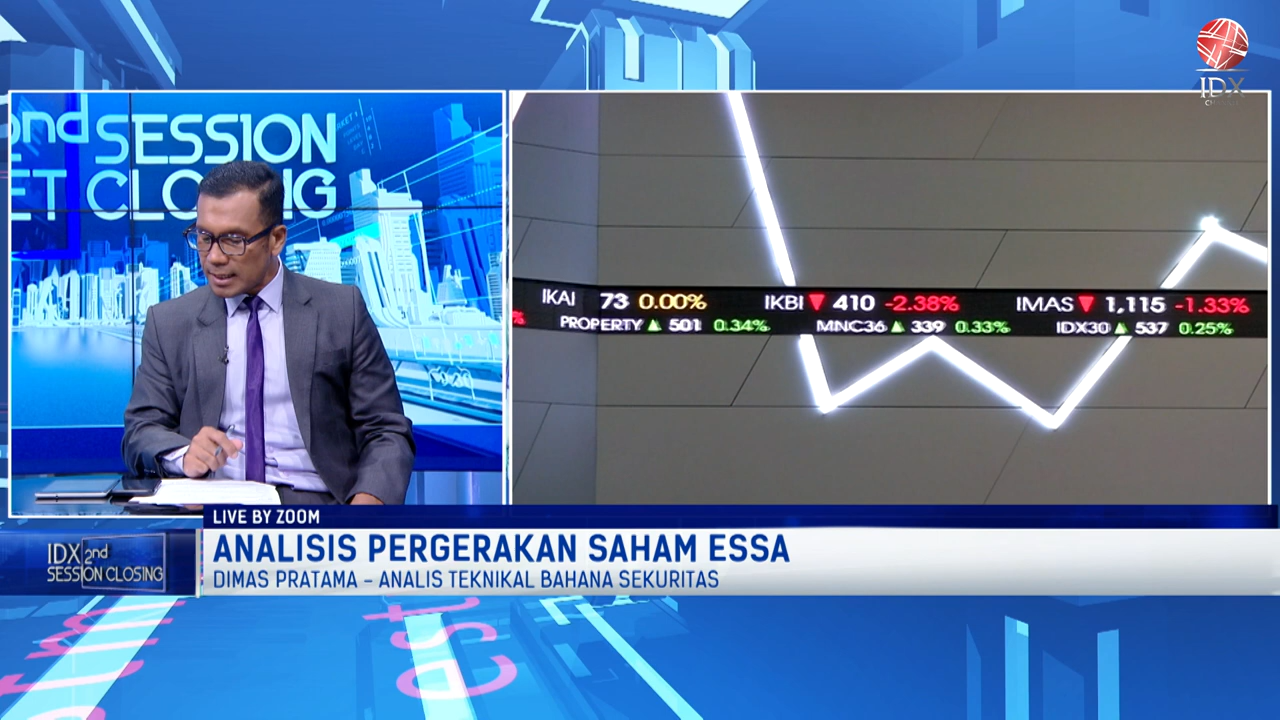 IDX
CHANNEL
2nd SESSION
ET CLOSING
IKAI 73 0.00% IKBI ▼ 410 -2.38% IMAS ▼ 1,115 -1.33%
% PROPERTY ▲ 501 0.34% MNC36 ▲ 339 0.33% IDX30 ▲ 537 0.25%
LIVE BY ZOOM
ANALISIS PERGERAKAN SAHAM ESSA
DIMAS PRATAMA – ANALIS TEKNIKAL BAHANA SEKURITAS
IDX 2nd
SESSION CLOSING
est